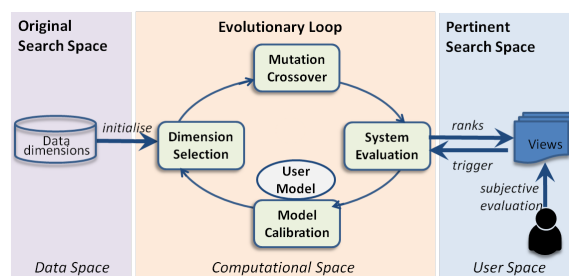 Original
Search Space
Evolutionary Loop
Pertinent
Search Space
Mutation
Crossover
initialise
Data
dimensions
Dimension
Selection
System
Evaluation
ranks
trigger
Views
User
Model
Model
Calibration
subjective
evaluation
Data Space
Computational Space
User Space